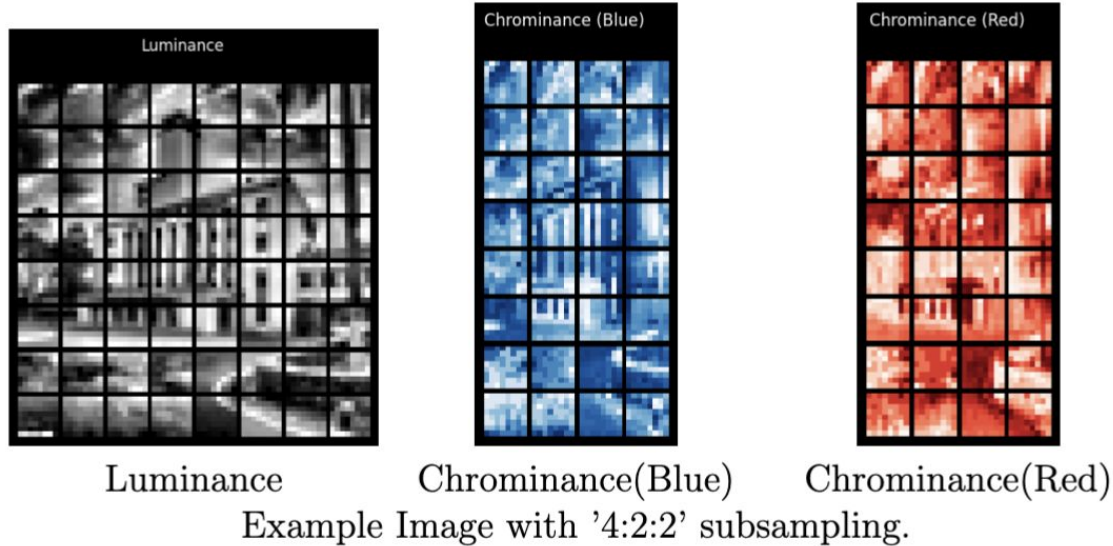 Luminance
Chrominance (Blue)
Chrominance (Red)
Luminance
Chrominance(Blue)
Chrominance(Red)
Example Image with '4:2:2' subsampling.